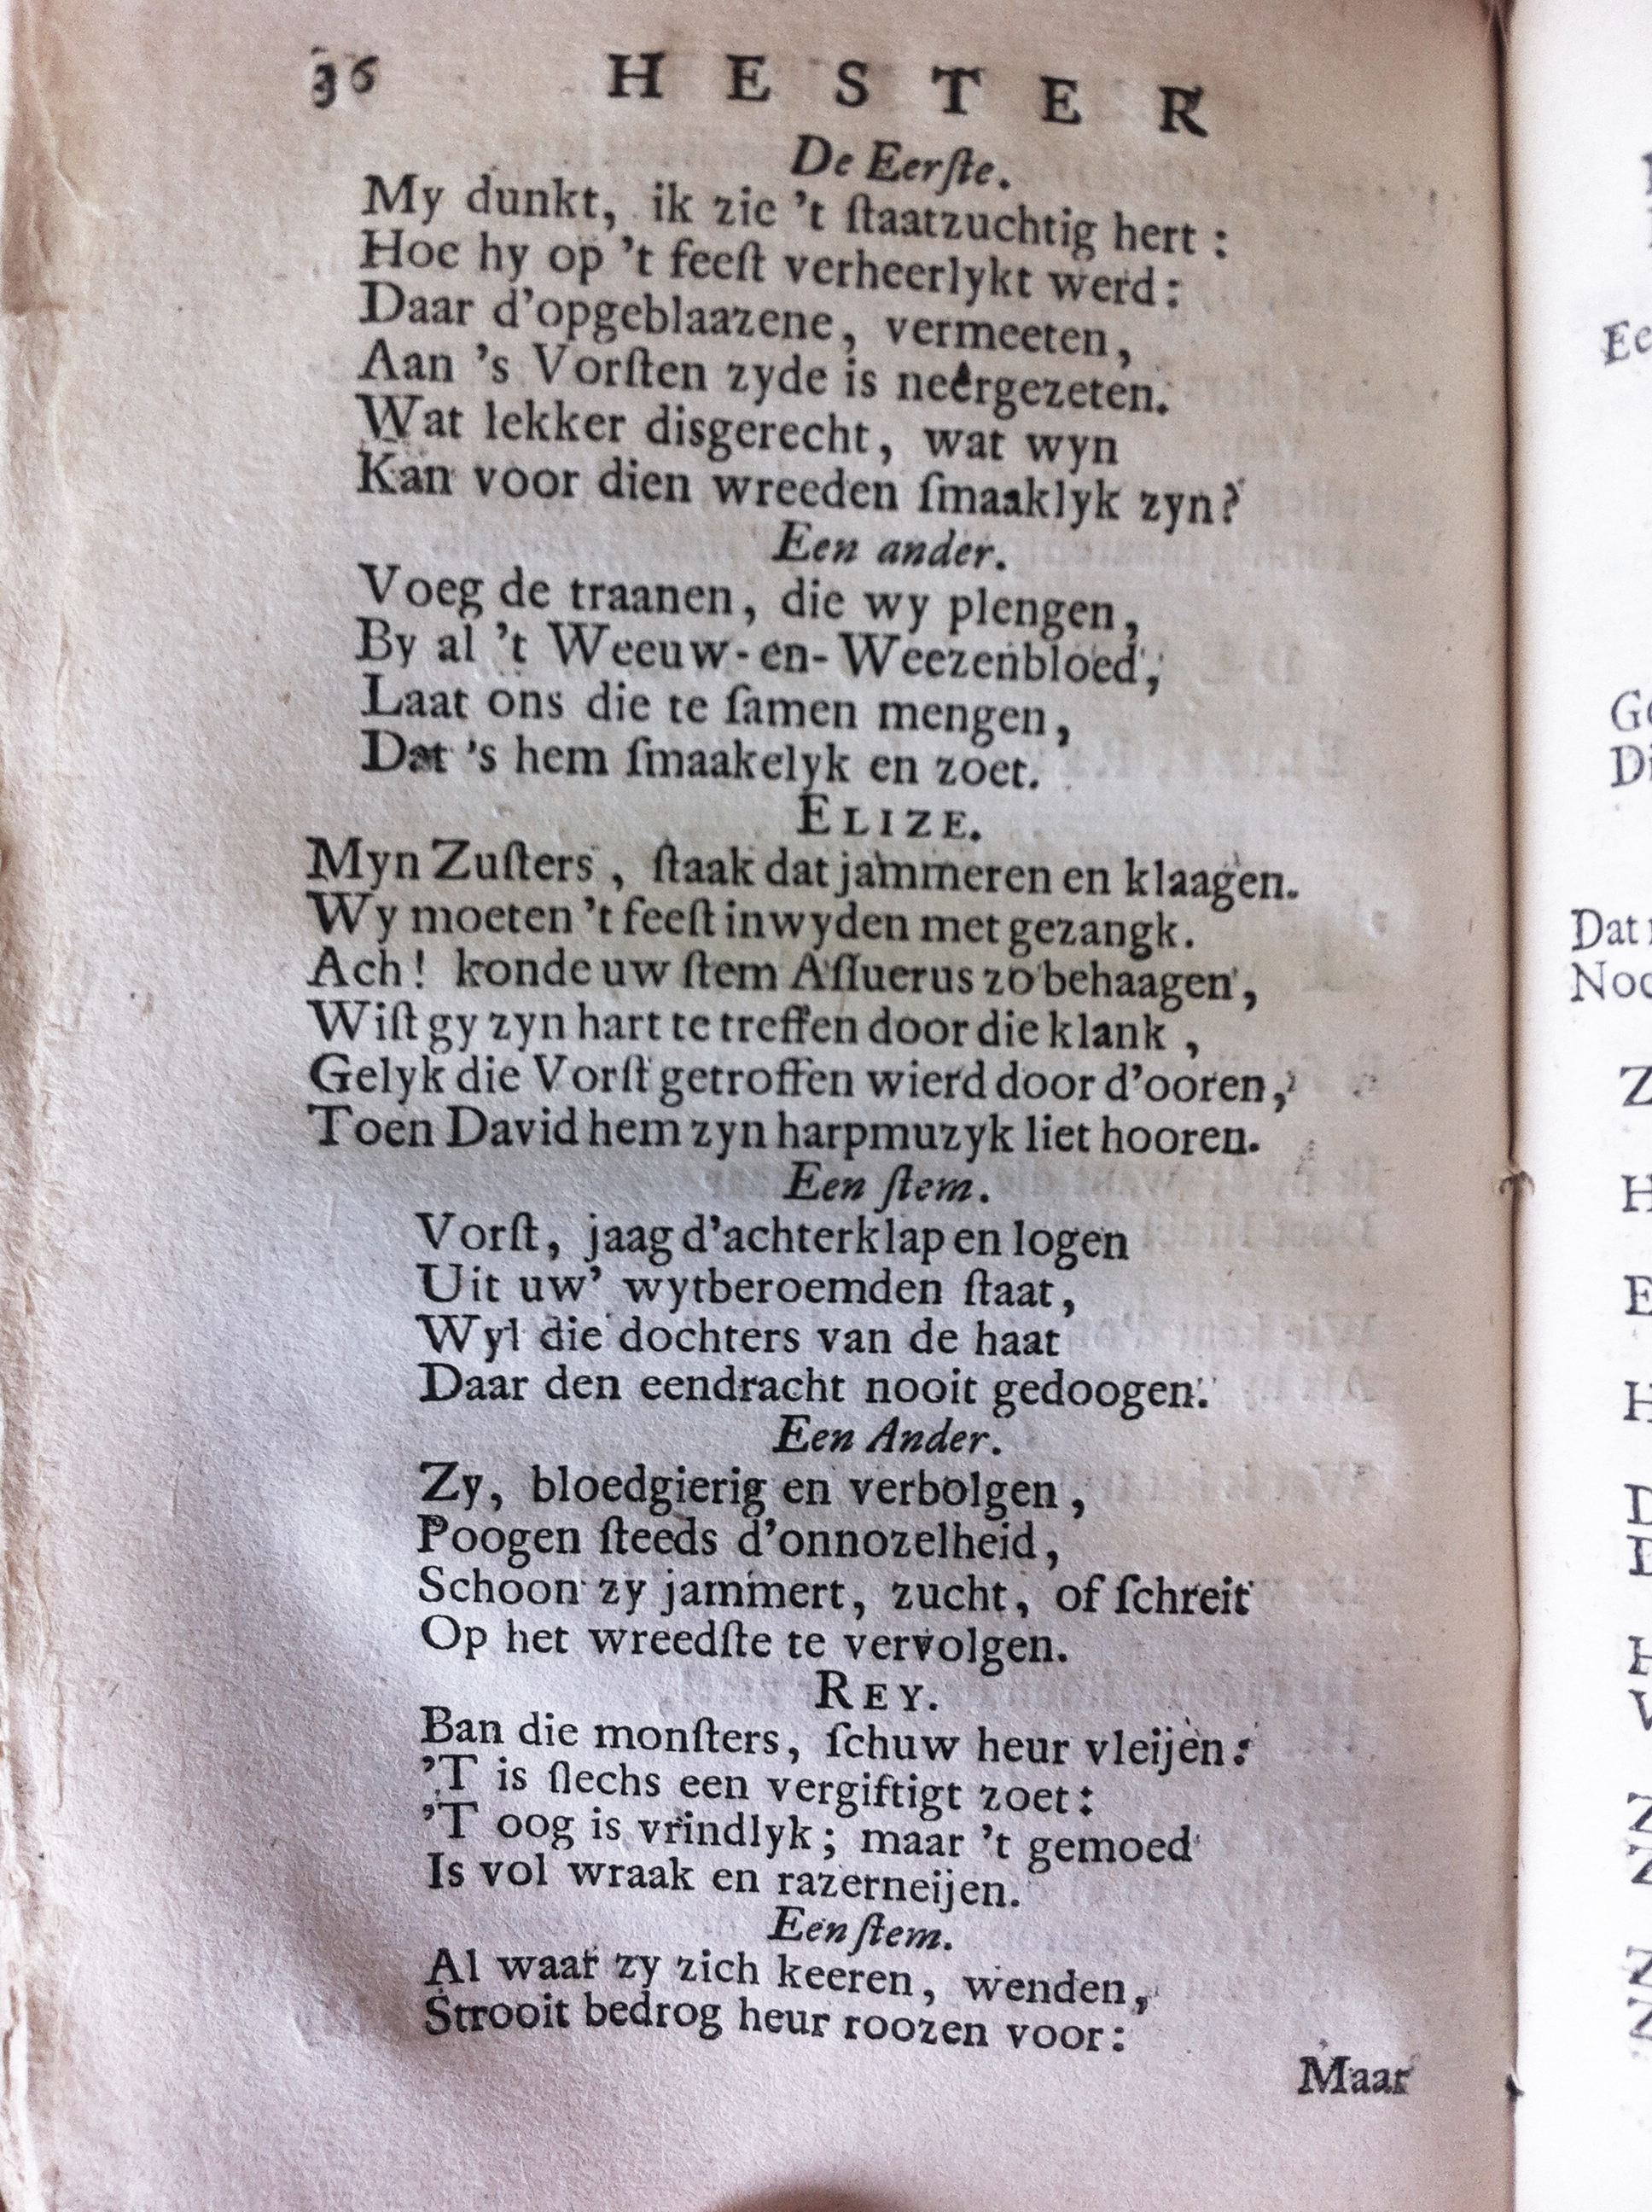 36 HESTER
De Eerſte.
My dunkt, ik zie 't ſtaatzuchtig hert:
Hoe hy op 't feeſt verheerlykt werd:
Daar d'opgeblaazene, vermeeten,
Aan 's Vorſten zyde is neêrgezeten.
Wat lekker disgerecht, wat wyn
Kan voor dien wreeden ſmaaklyk zyn?
Een ander.
Voeg de traanen, die wy plengen,
By al 't Weeuw-en-Weezenbloed,
Laat ons die te ſamen mengen,
Dat 's hem ſmaakelyk en zoet.
ELIZE.
Myn Zuſters, ſtaak dat jammeren en klaagen.
Wy moeten 't feeſt inwyden met gezangk.
Ach! konde uw ſtem Aſſuerus zo behaagen,
Wiſt gy zyn hart te treffen door die klank,
Gelyk die Vorſt getroffen wierd door d'ooren,
Toen David hem zyn harpmuzyk liet hooren.
Een ſtem.
Vorſt, jaag d'achterklap en logen
Uit uw' wytberoemden ſtaat,
Wyl die dochters van de haat
Daar den eendracht nooit gedoogen.
Een Ander.
Zy, bloedgierig en verbolgen,
Poogen ſteeds d'onnozelheid,
Schoon zy jammert, zucht, of ſchreit
Op het wreedſte te vervolgen.
REY.
Ban die monſters, ſchuw heur vleijen:
'T is ſlechs een vergiftigt zoet:
'T oog is vrindlyk; maar 't gemoed
Is vol wraak en razerneijen.
Een ſtem.
Al waar zy zich keeren, wenden,
Strooit bedrog heur roozen voor:
Maar